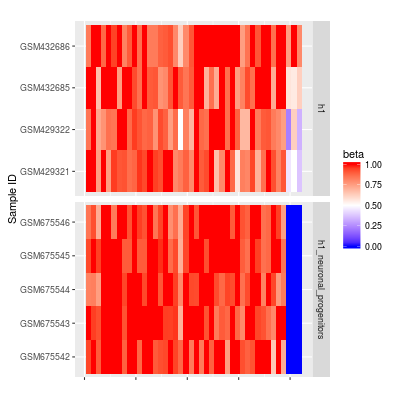 GSM432686
GSM432685
GSM429322
GSM429321
h1
Sample ID
GSM675546
GSM675545
GSM675544
GSM675543
GSM675542
h1_neuronal_progenitors
beta
1.00
0.75
0.50
0.25
0.00